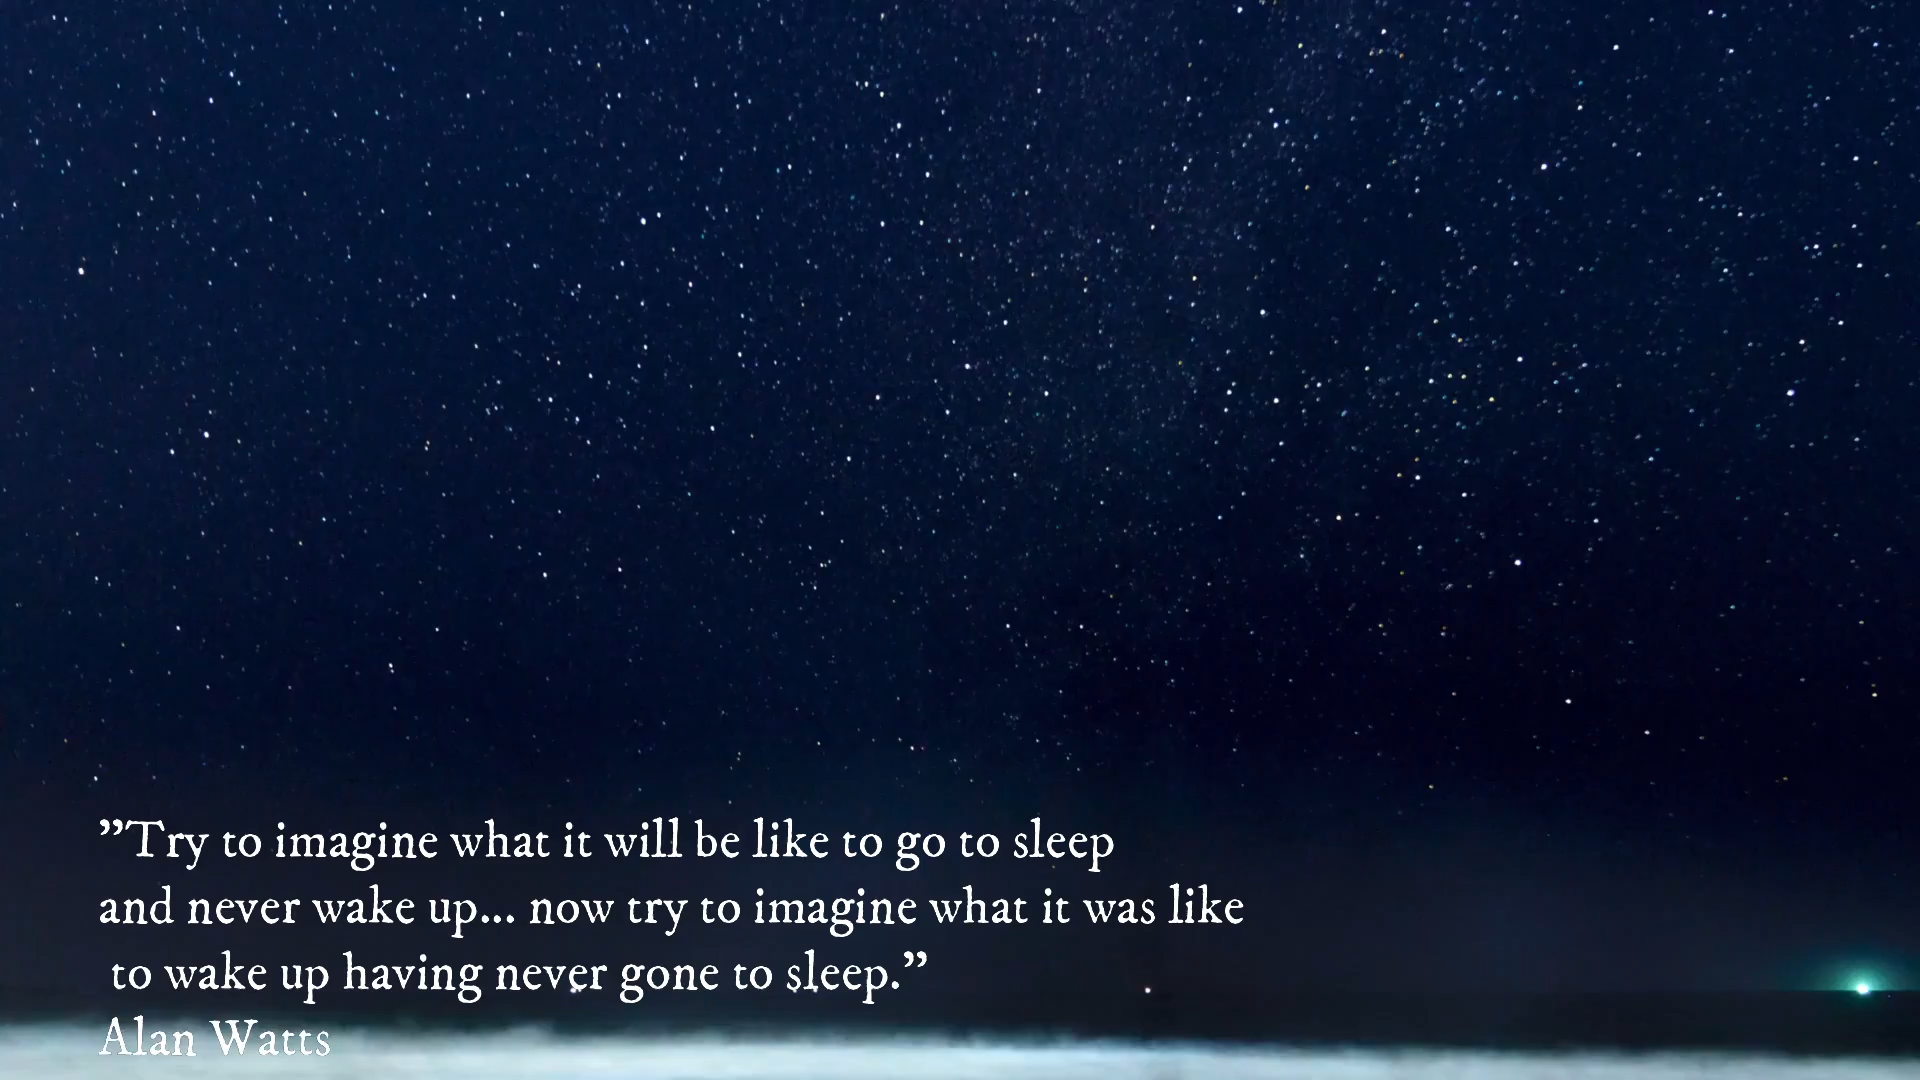 ”Try to imagine what it will be like to go to sleep
and never wake up... now try to imagine what it was like
to wake up having never gone to sleep.”
Alan Watts